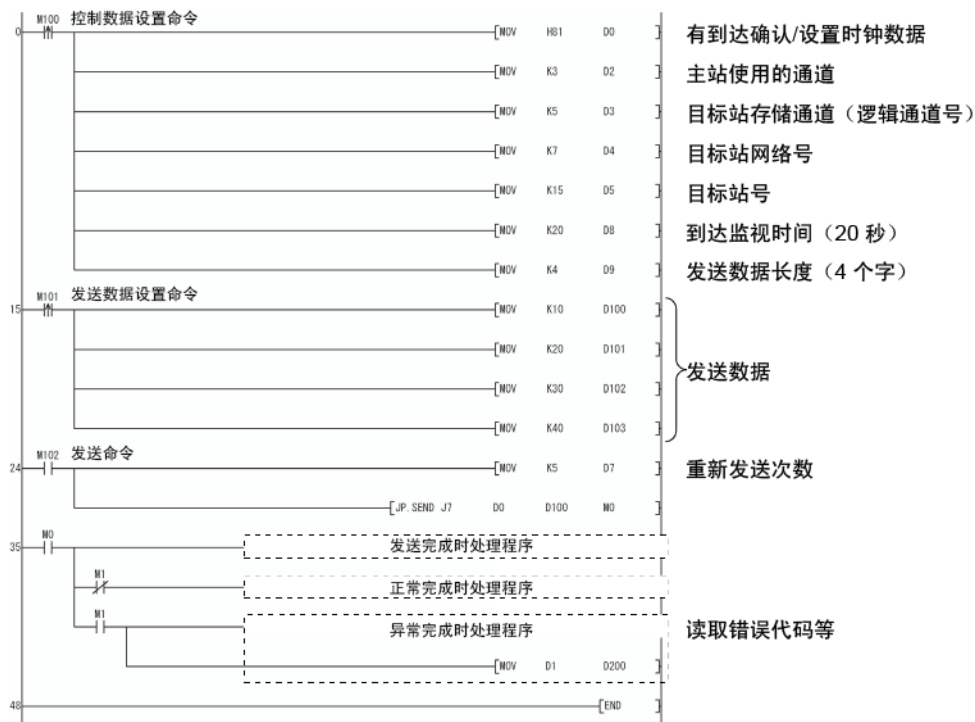 M100 控制数据设置命令
0 [MOV H81 D0 ] 有到达确认/设置时钟数据
[MOV K3 D2 ] 主站使用的通道
[MOV K5 D3 ] 目标站存储通道（逻辑通道号）
[MOV K7 D4 ] 目标站网络号
[MOV K15 D5 ] 目标站号
[MOV K20 D8 ] 到达监视时间（20 秒）
[MOV K4 D9 ] 发送数据长度（4 个字）
M101 发送数据设置命令
15 [MOV K10 D100 ]
[MOV K20 D101 ]
发送数据
[MOV K30 D102 ]
[MOV K40 D103 ]
M102 发送命令
24 [MOV K5 D7 ] 重新发送次数
[JP.SEND J7 D0 D100 M0 ]
M0
35 发送完成时处理程序
M1
正常完成时处理程序
M1
异常完成时处理程序 读取错误代码等
[MOV D1 D200 ]
48 [END ]